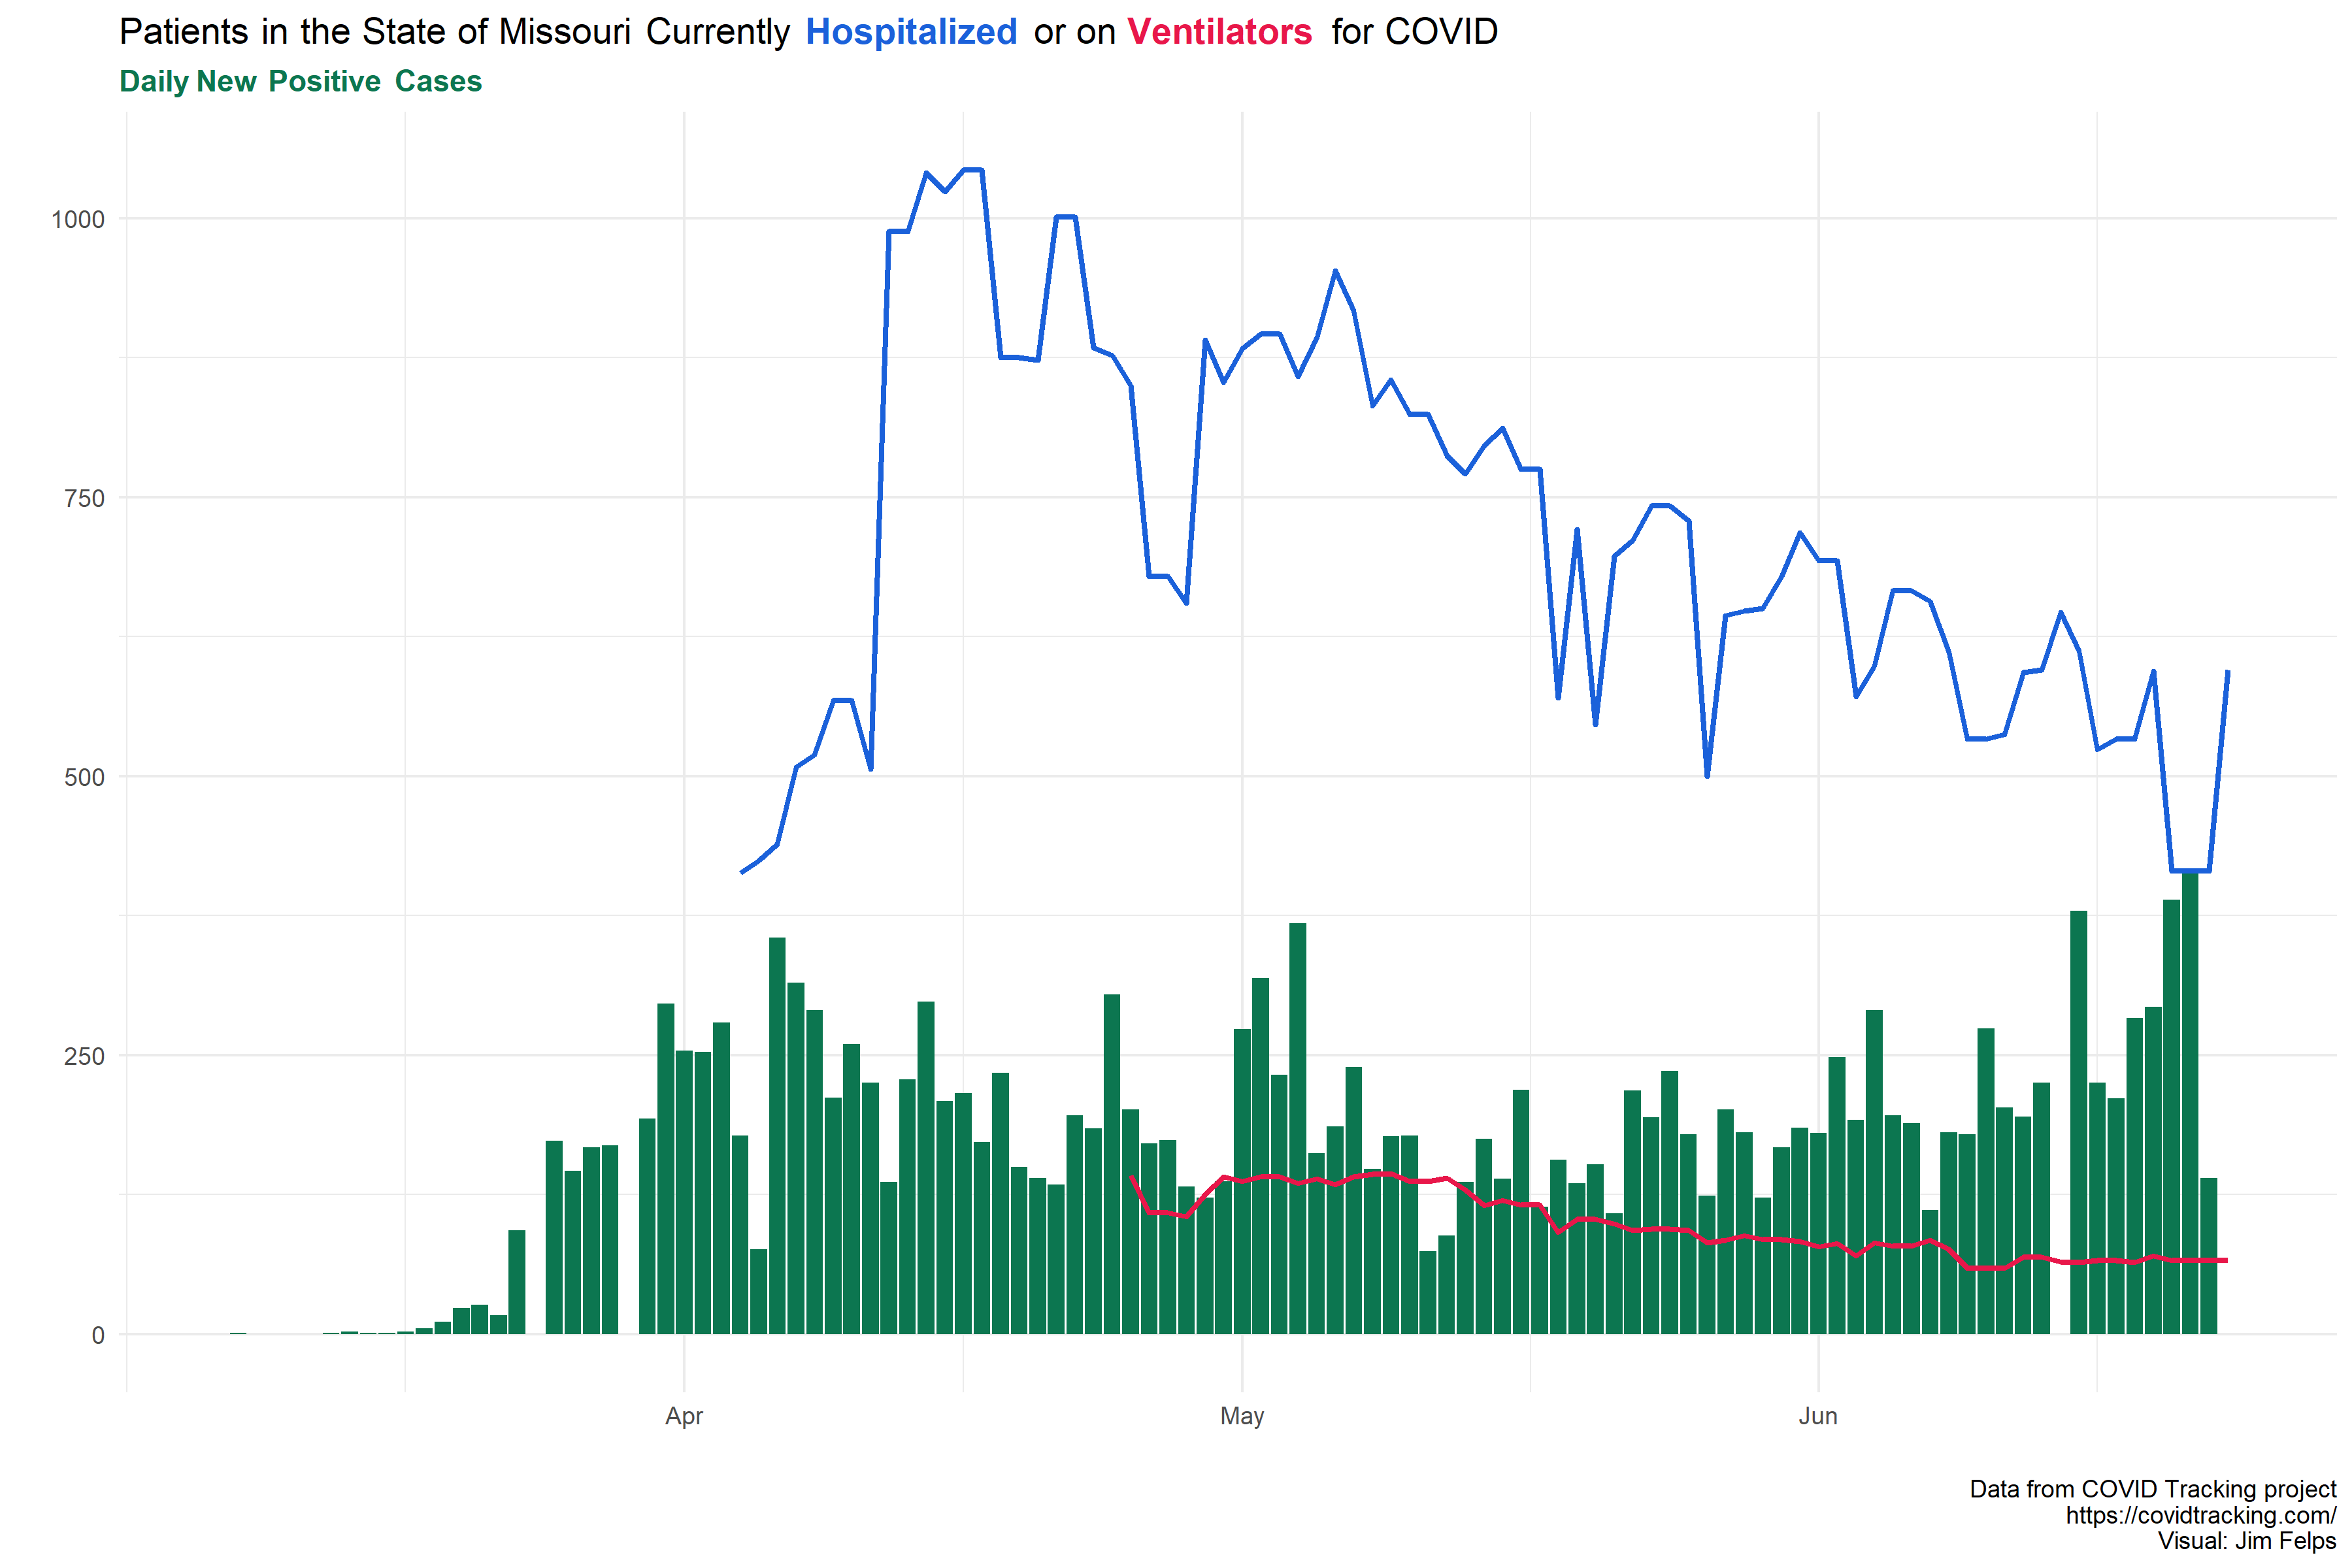 Patients in the State of Missouri Currently Hospitalized or on Ventilators for COVID
Daily New Positive Cases
1000
750
500
250
0
Apr May Jun
Data from COVID Tracking project
https://covidtracking.com/
Visual: Jim Felps